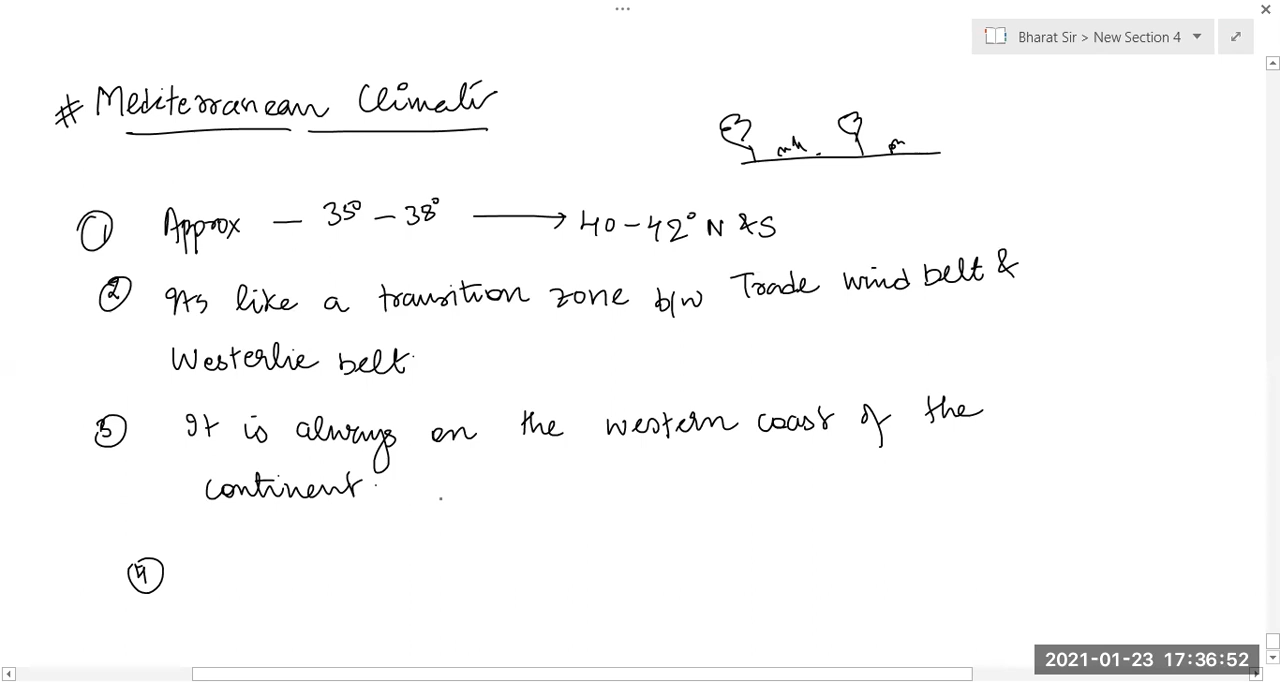 Bharat Sir > New Section 4
# Mediterranean Climatic
① Approx — 35° – 38° → 40 – 42° N & S
② Its like a transition zone b/w Trade wind belt &
Westerlie belt.
③ It is always on the western coast of the
continent.
④
2021-01-23 17:36:52